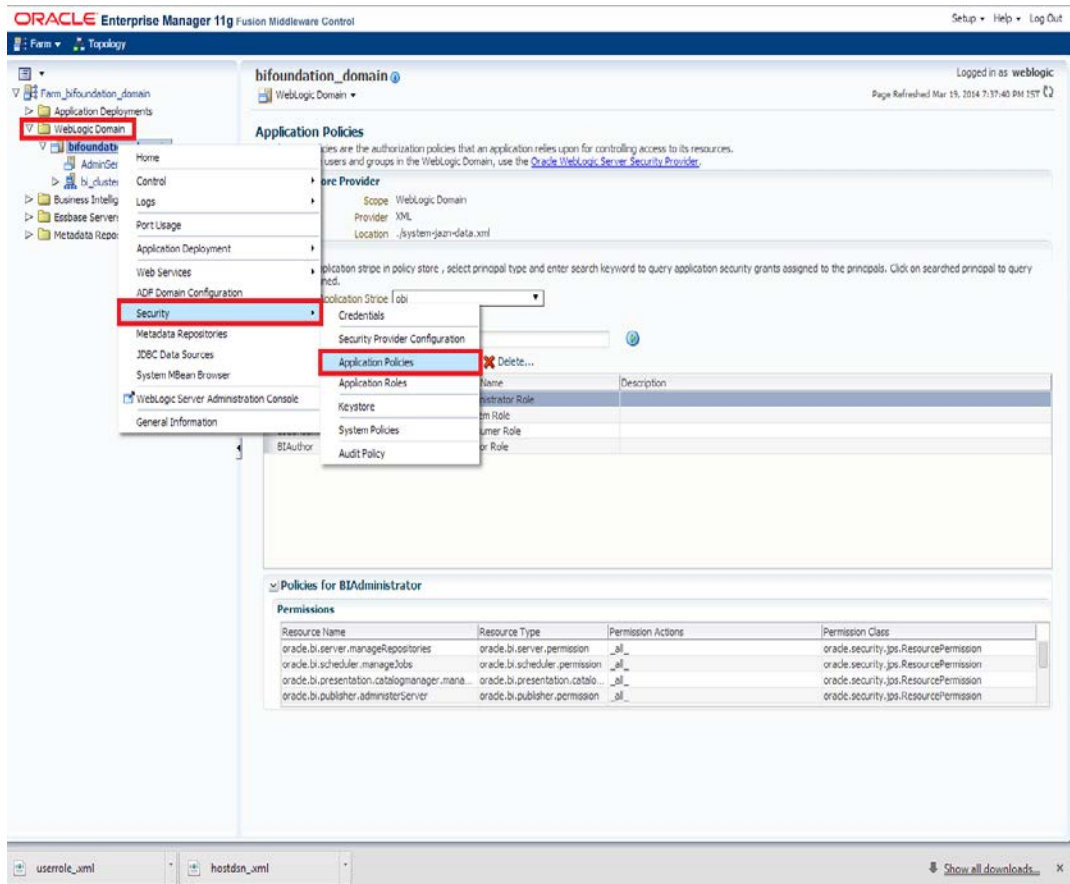 ORACLE Enterprise Manager 11g Fusion Middleware Control
Setup Help Log Out
Farm Topology
Farm_bifoundation_domain
Application Deployments
WebLogic Domain
bifoundati
AdminSer
bi_cluster
Business Intellig
Essbase Server
Metadata Repo
bifoundation_domain
WebLogic Domain
Logged in as weblogic
Page Refreshed Mar 19, 2014 7:37:40 PM IST
Application Policies
cies are the authorization policies that an application relies upon for controlling access to its resources.
users and groups in the WebLogic Domain, use the Oracle WebLogic Server Security Provider.
ore Provider
Scope WebLogic Domain
Provider XML
Location ./system-jazn-data.xml
plication stripe in policy store , select principal type and enter search keyword to query application security grants assigned to the principals. Click on searched principal to query
ned.
plication Stripe obi
Home
Control
Logs
Port Usage
Application Deployment
Web Services
ADF Domain Configuration
Security
Metadata Repositories
JDBC Data Sources
System MBean Browser
WebLogic Server Administration Console
General Information
Credentials
Security Provider Configuration
Application Policies
Application Roles
Keystore
System Policies
Audit Policy
Delete...
Name Description
nistrator Role
em Role
umer Role
BIAuthor or Role
Policies for BIAdministrator
Permissions
Resource Name Resource Type Permission Actions Permission Class
oracle.bi.server.manageRepositories oracle.bi.server.permission _all_ oracle.security.jps.ResourcePermission
oracle.bi.scheduler.manageJobs oracle.bi.scheduler.permission _all_ oracle.security.jps.ResourcePermission
oracle.bi.presentation.catalogmanager.mana... oracle.bi.presentation.catalo... _all_ oracle.security.jps.ResourcePermission
oracle.bi.publisher.administerServer oracle.bi.publisher.permission _all_ oracle.security.jps.ResourcePermission
userrole_.xml hostdsn_.xml Show all downloads...